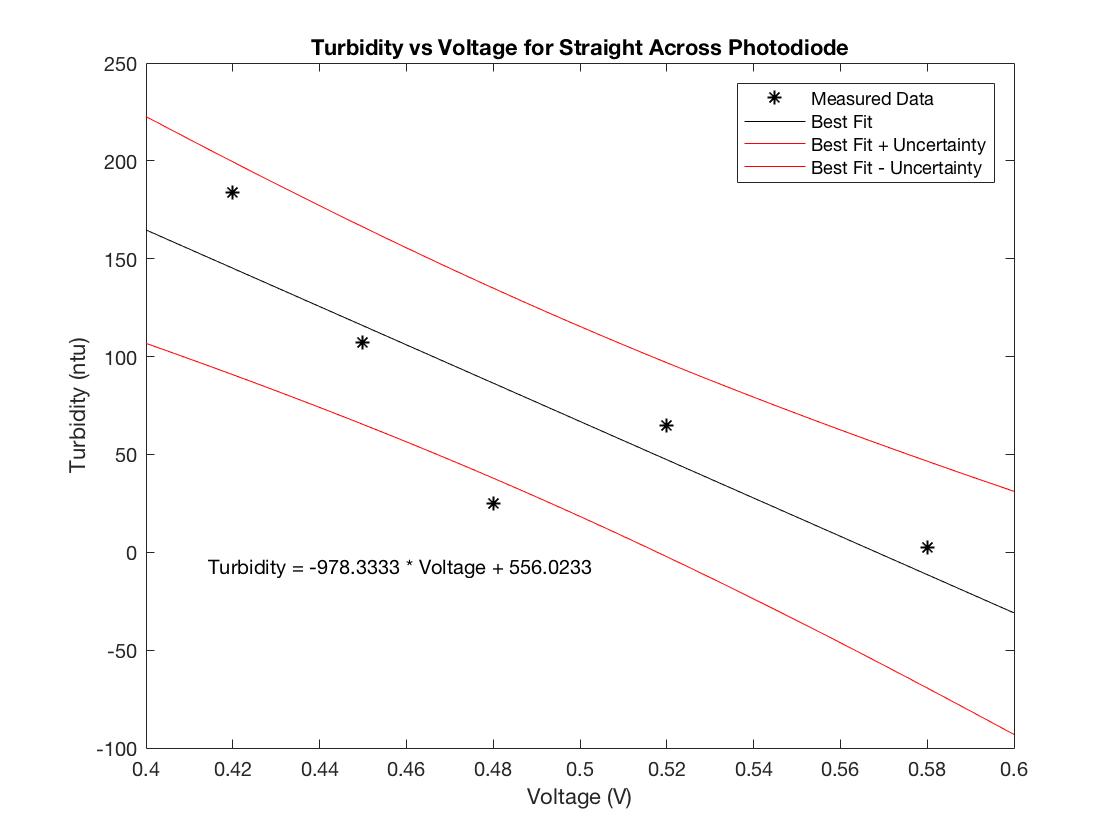 Turbidity vs Voltage for Straight Across Photodiode
250
200
150
100
50
0
-50
-100
Turbidity (ntu)
Measured Data
Best Fit
Best Fit + Uncertainty
Best Fit - Uncertainty
Turbidity = -978.3333 * Voltage + 556.0233
0.4 0.42 0.44 0.46 0.48 0.5 0.52 0.54 0.56 0.58 0.6
Voltage (V)